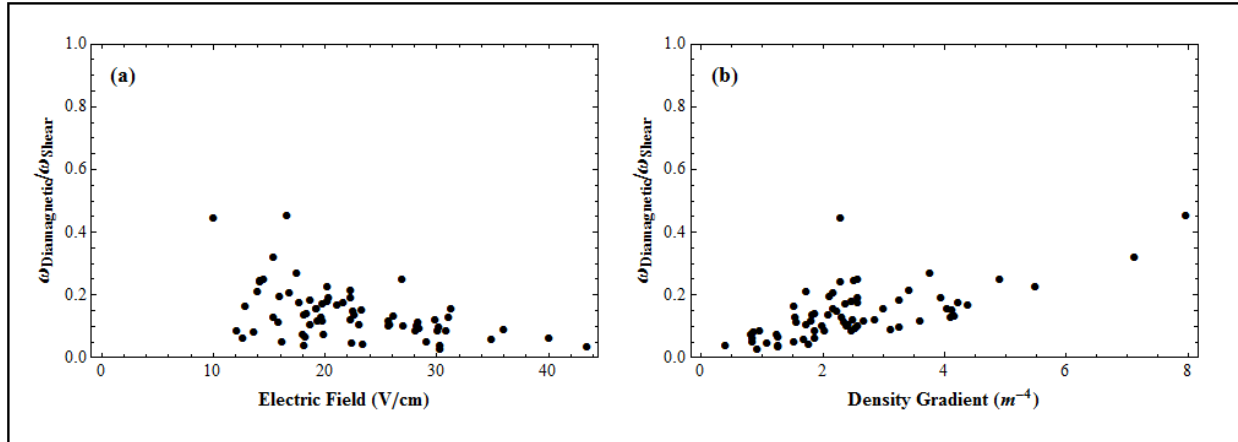 (a)
ωDiamagnetic/ωShear
1.0
0.8
0.6
0.4
0.2
0.0
0 10 20 30 40
Electric Field (V/cm)
(b)
ωDiamagnetic/ωShear
1.0
0.8
0.6
0.4
0.2
0.0
0 2 4 6 8
Density Gradient (m⁻⁴)